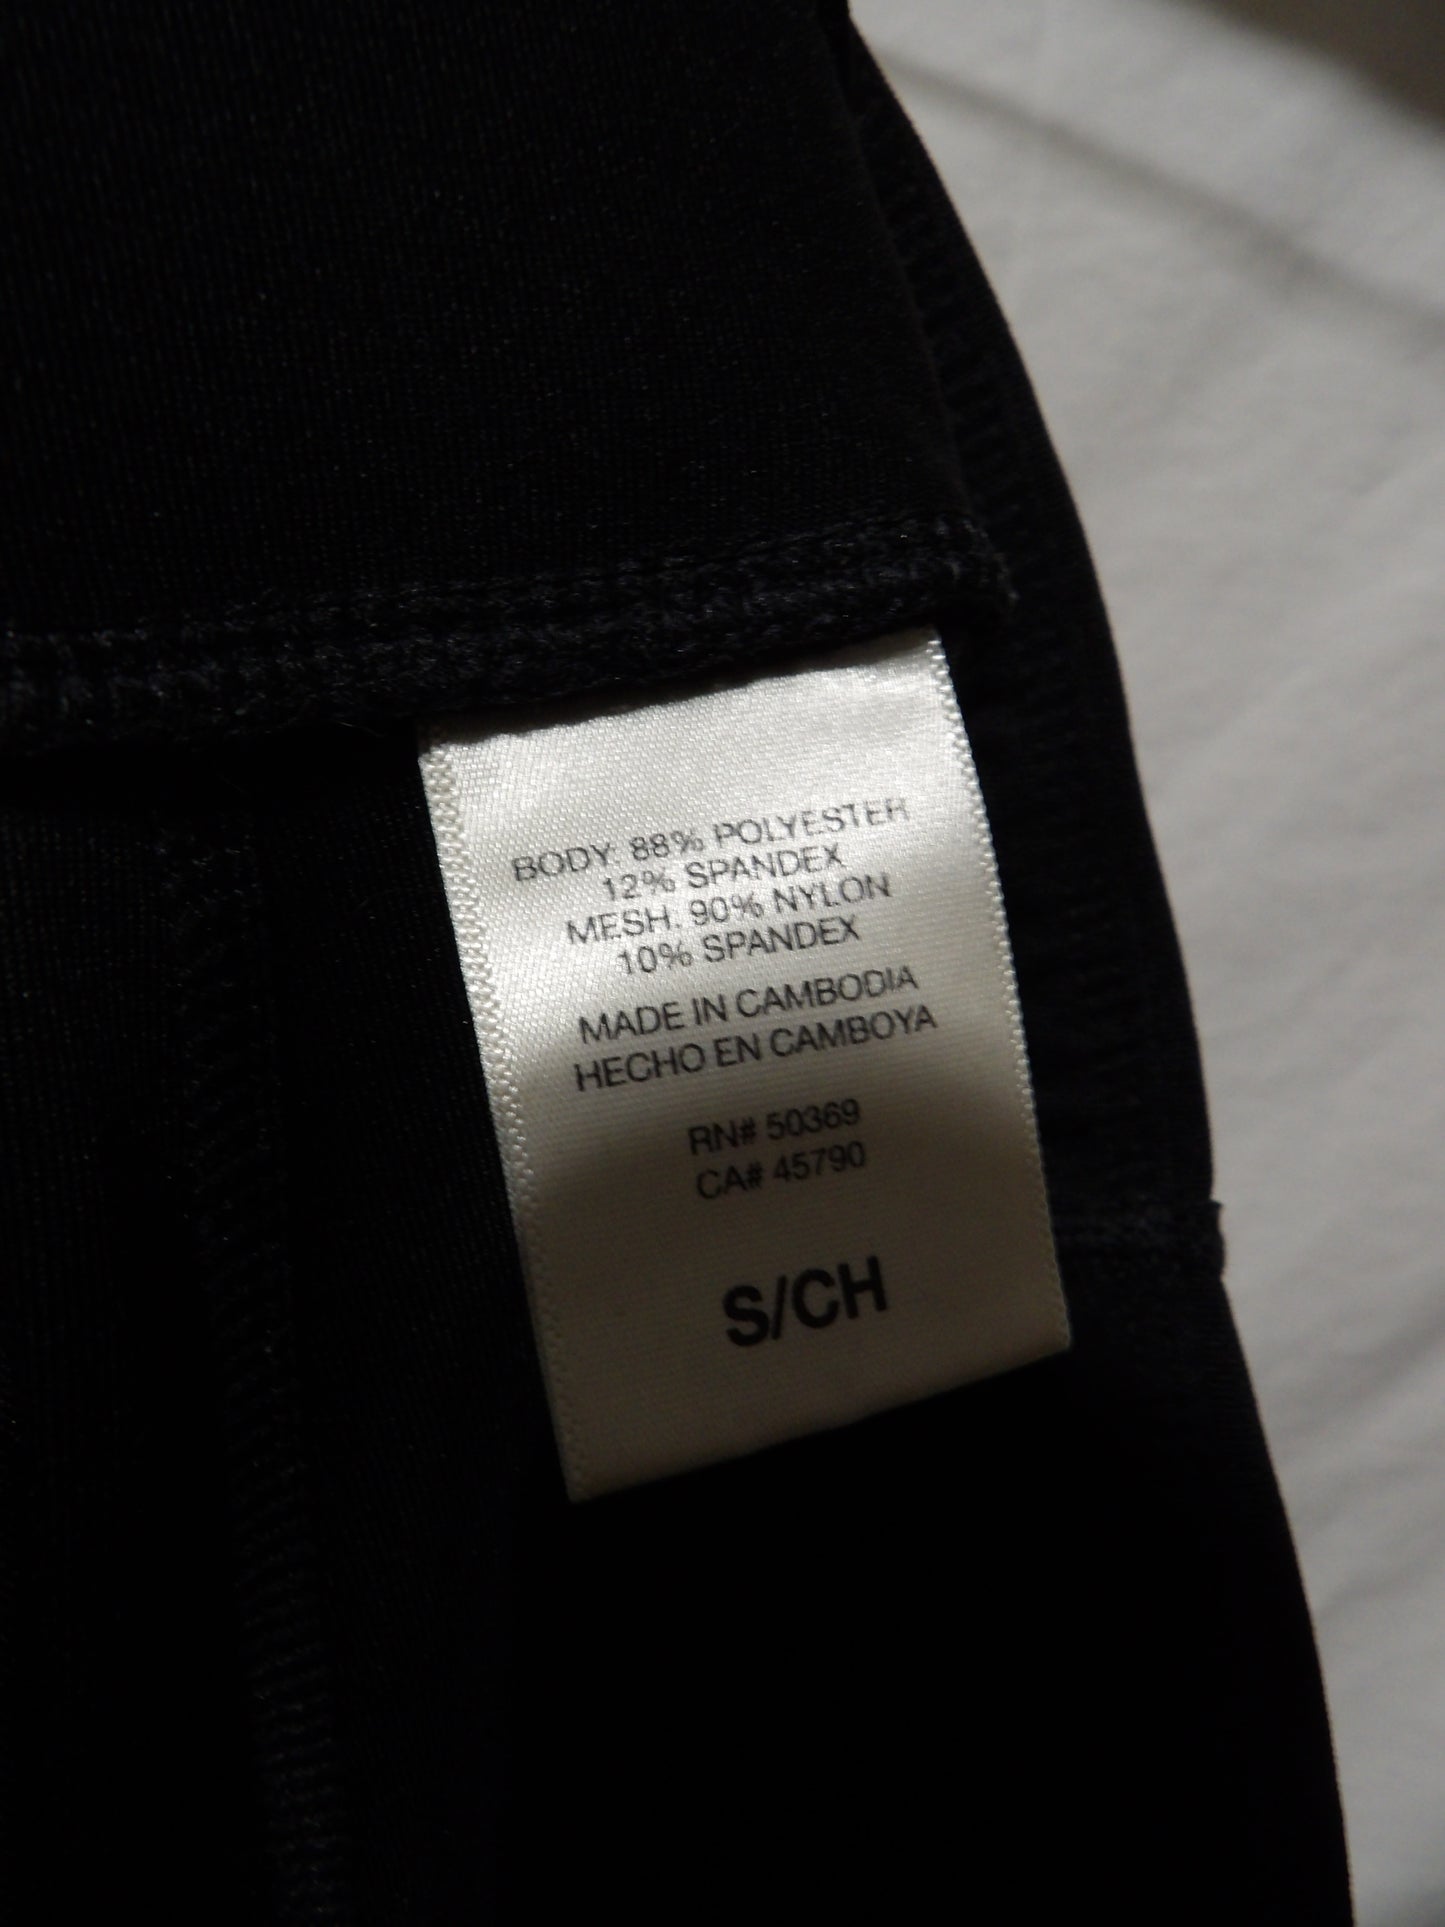 BODY: 88% POLYESTER
12% SPANDEX
MESH: 90% NYLON
10% SPANDEX
MADE IN CAMBODIA
HECHO EN CAMBOYA
RN# 50369
CA# 45790
S/CH